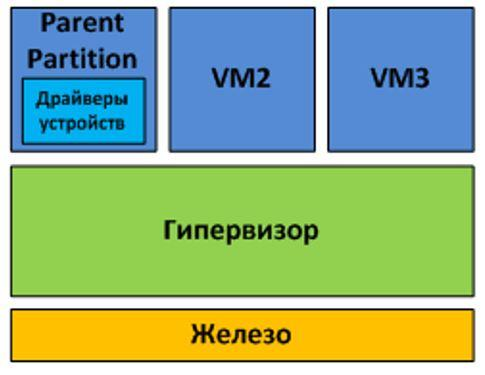 Parent
Partition
Драйверы
устройств
VM2
VM3
Гипервизор
Железо